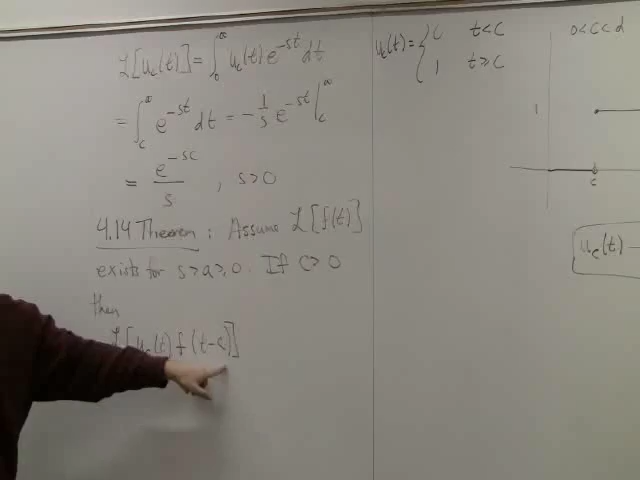 ℒ[u_c(t)] = ∫_0^∞ u_c(t) e^{-st} dt
= ∫_c^∞ e^{-st} dt = -1/s e^{-st} |_c^∞
= e^{-sc}/s , s>0
4.14 Theorem : Assume ℒ[f(t)]
exists for s>a≥0. If c>0
then
ℒ[u_c(t) f(t-c)]
u_c(t) = { 0 t<c
1 t≥c
0<c<d
1
c
u_c(t) -